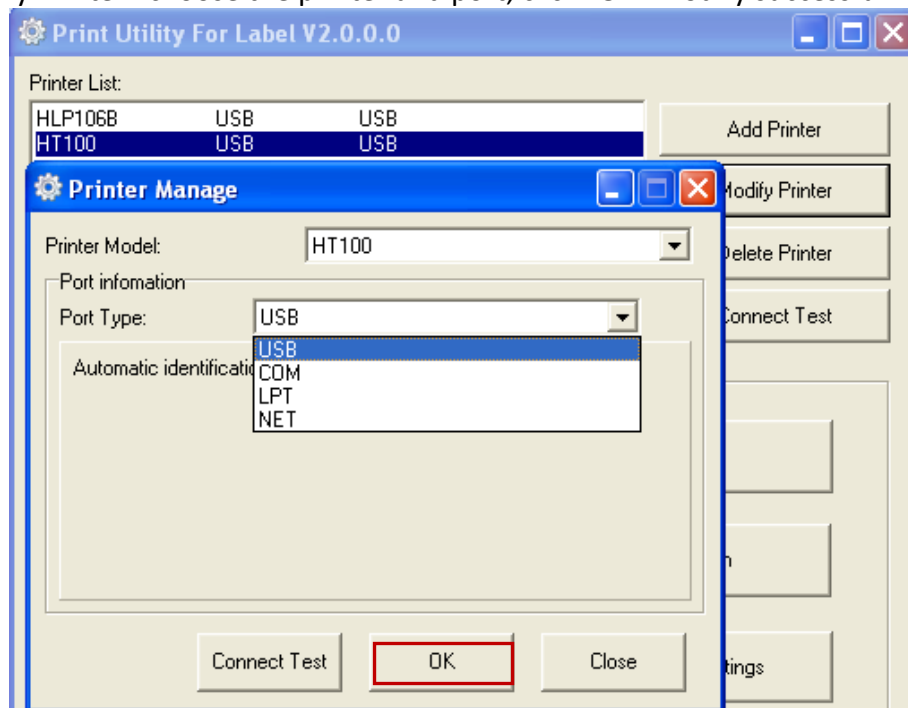 Print Utility For Label V2.0.0.0
Printer List:
HLP106B USB USB
HT100 USB USB
Add Printer
Modify Printer
Delete Printer
Connect Test
Printer Manage
Printer Model: HT100
Port infomation
Port Type: USB
USB
COM
LPT
NET
Automatic
Connect Test
OK
Close